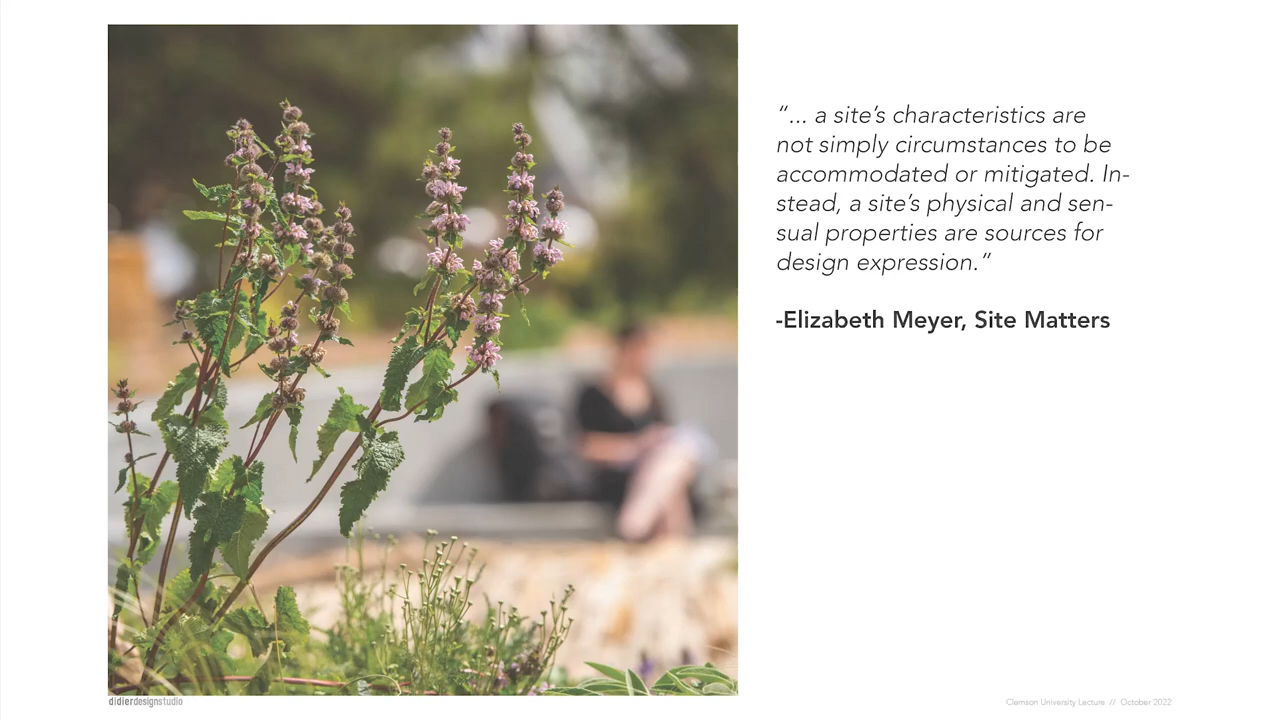 “... a site’s characteristics are
not simply circumstances to be
accommodated or mitigated. In-
stead, a site’s physical and sen-
sual properties are sources for
design expression.”
-Elizabeth Meyer, Site Matters
didierdesignstudio
Clemson University Lecture // October 2022